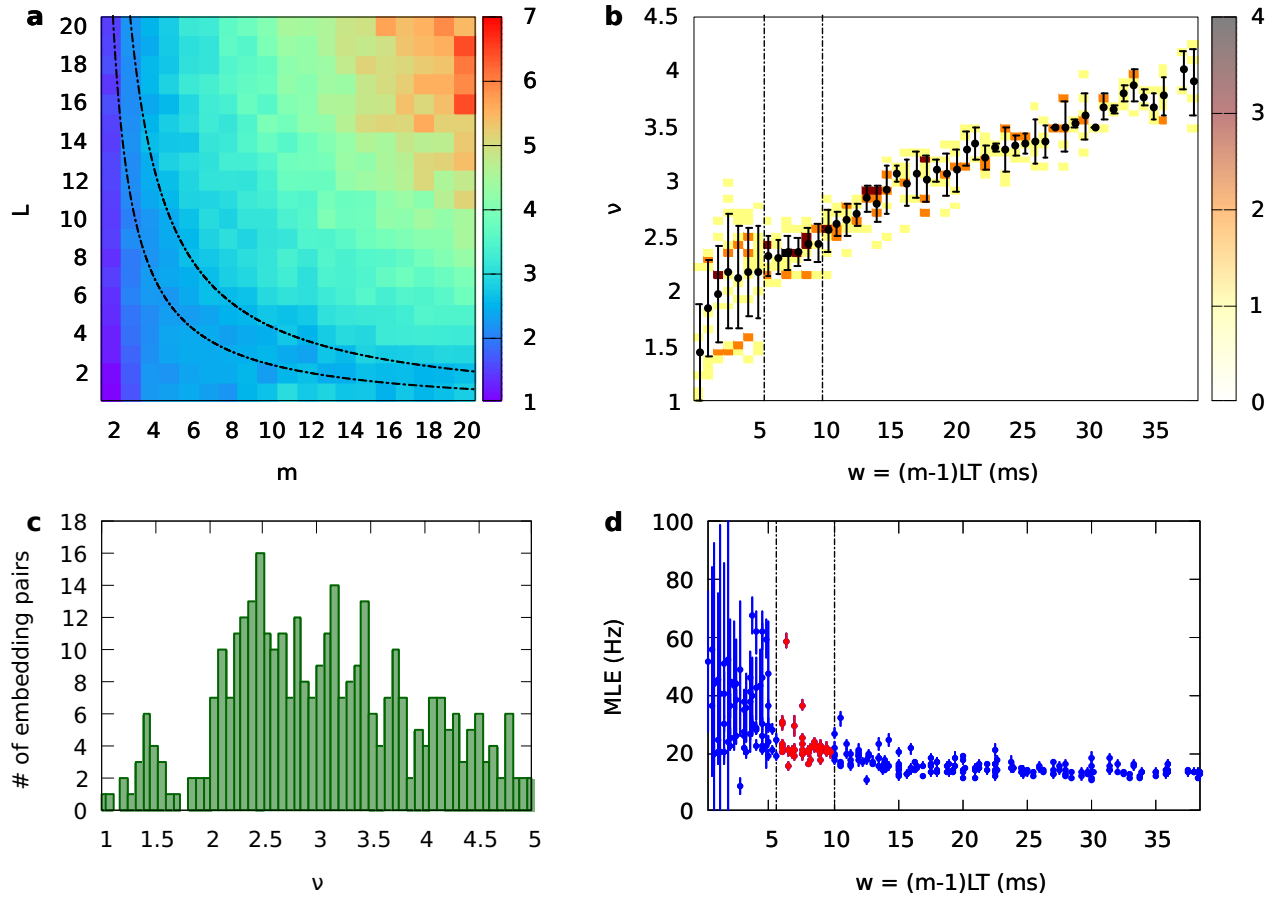 a
20
18
16
14
12
10
8
6
4
2
L
2 4 6 8 10 12 14 16 18 20
m
7
6
5
4
3
2
1
b
4.5
4
3.5
3
2.5
2
1.5
1
ν
5 10 15 20 25 30 35
w = (m-1)LT (ms)
4
3
2
1
0
c
18
16
14
12
10
8
6
4
2
0
# of embedding pairs
1 1.5 2 2.5 3 3.5 4 4.5 5
ν
d
100
80
60
40
20
0
MLE (Hz)
5 10 15 20 25 30 35
w = (m-1)LT (ms)